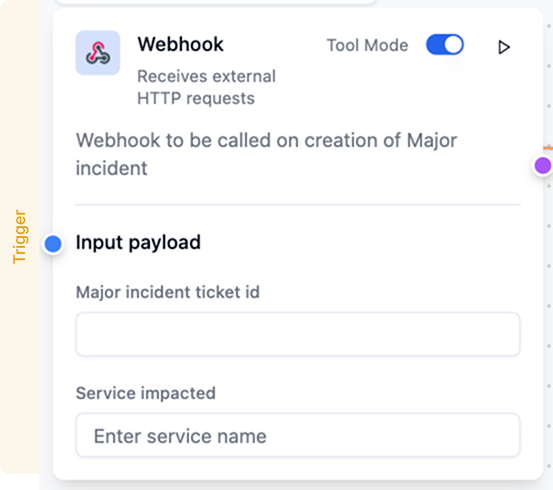 Webhook
Tool Mode
Receives external
HTTP requests
Webhook to be called on creation of Major
incident
Trigger
Input payload
Major incident ticket id
Service impacted
Enter service name